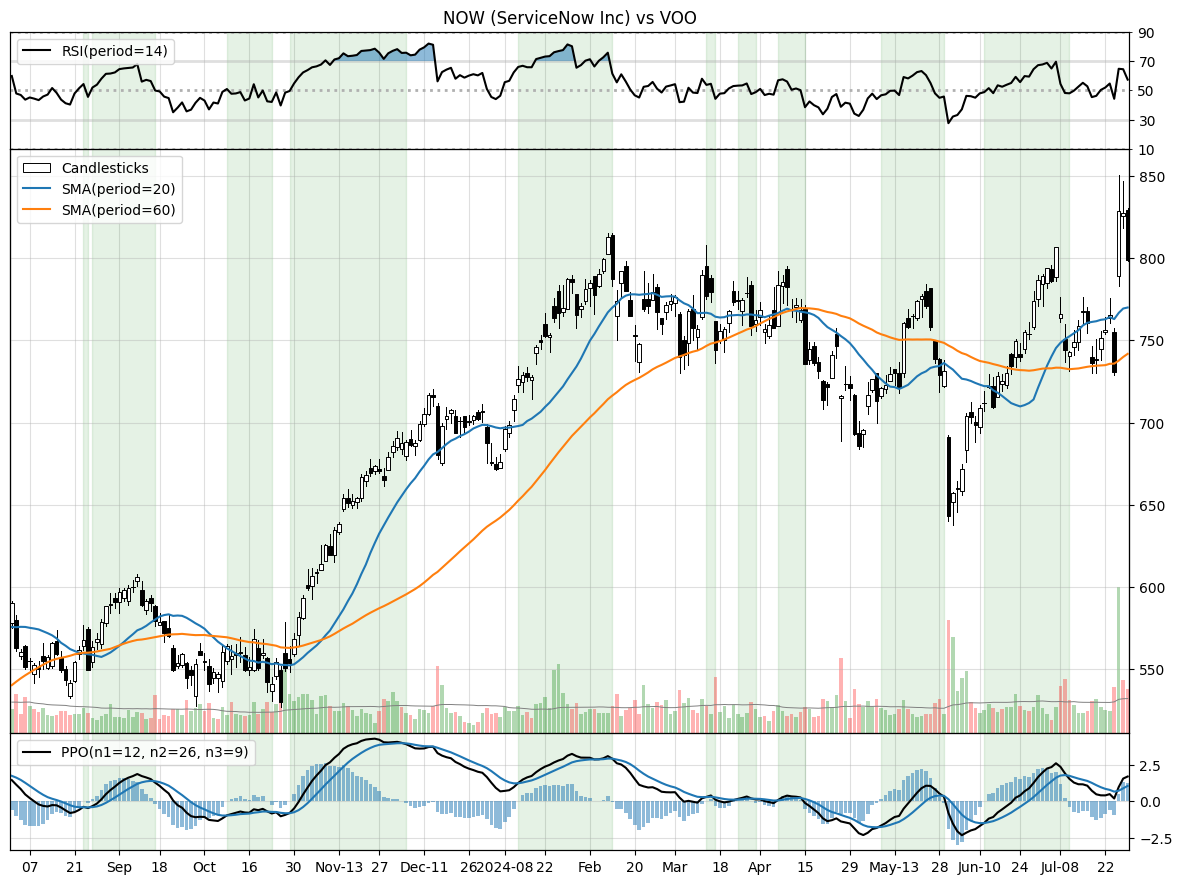 NOW (ServiceNow Inc) vs VOO
RSI(period=14)
90
70
50
30
10
Candlesticks
SMA(period=20)
SMA(period=60)
850
800
750
700
650
600
550
PPO(n1=12, n2=26, n3=9)
2.5
0.0
−2.5
07 21 Sep 18 Oct 16 30 Nov-13 27 Dec-11 26 2024-08 22 Feb 20 Mar 18 Apr 15 29 May-13 28 Jun-10 24 Jul-08 22